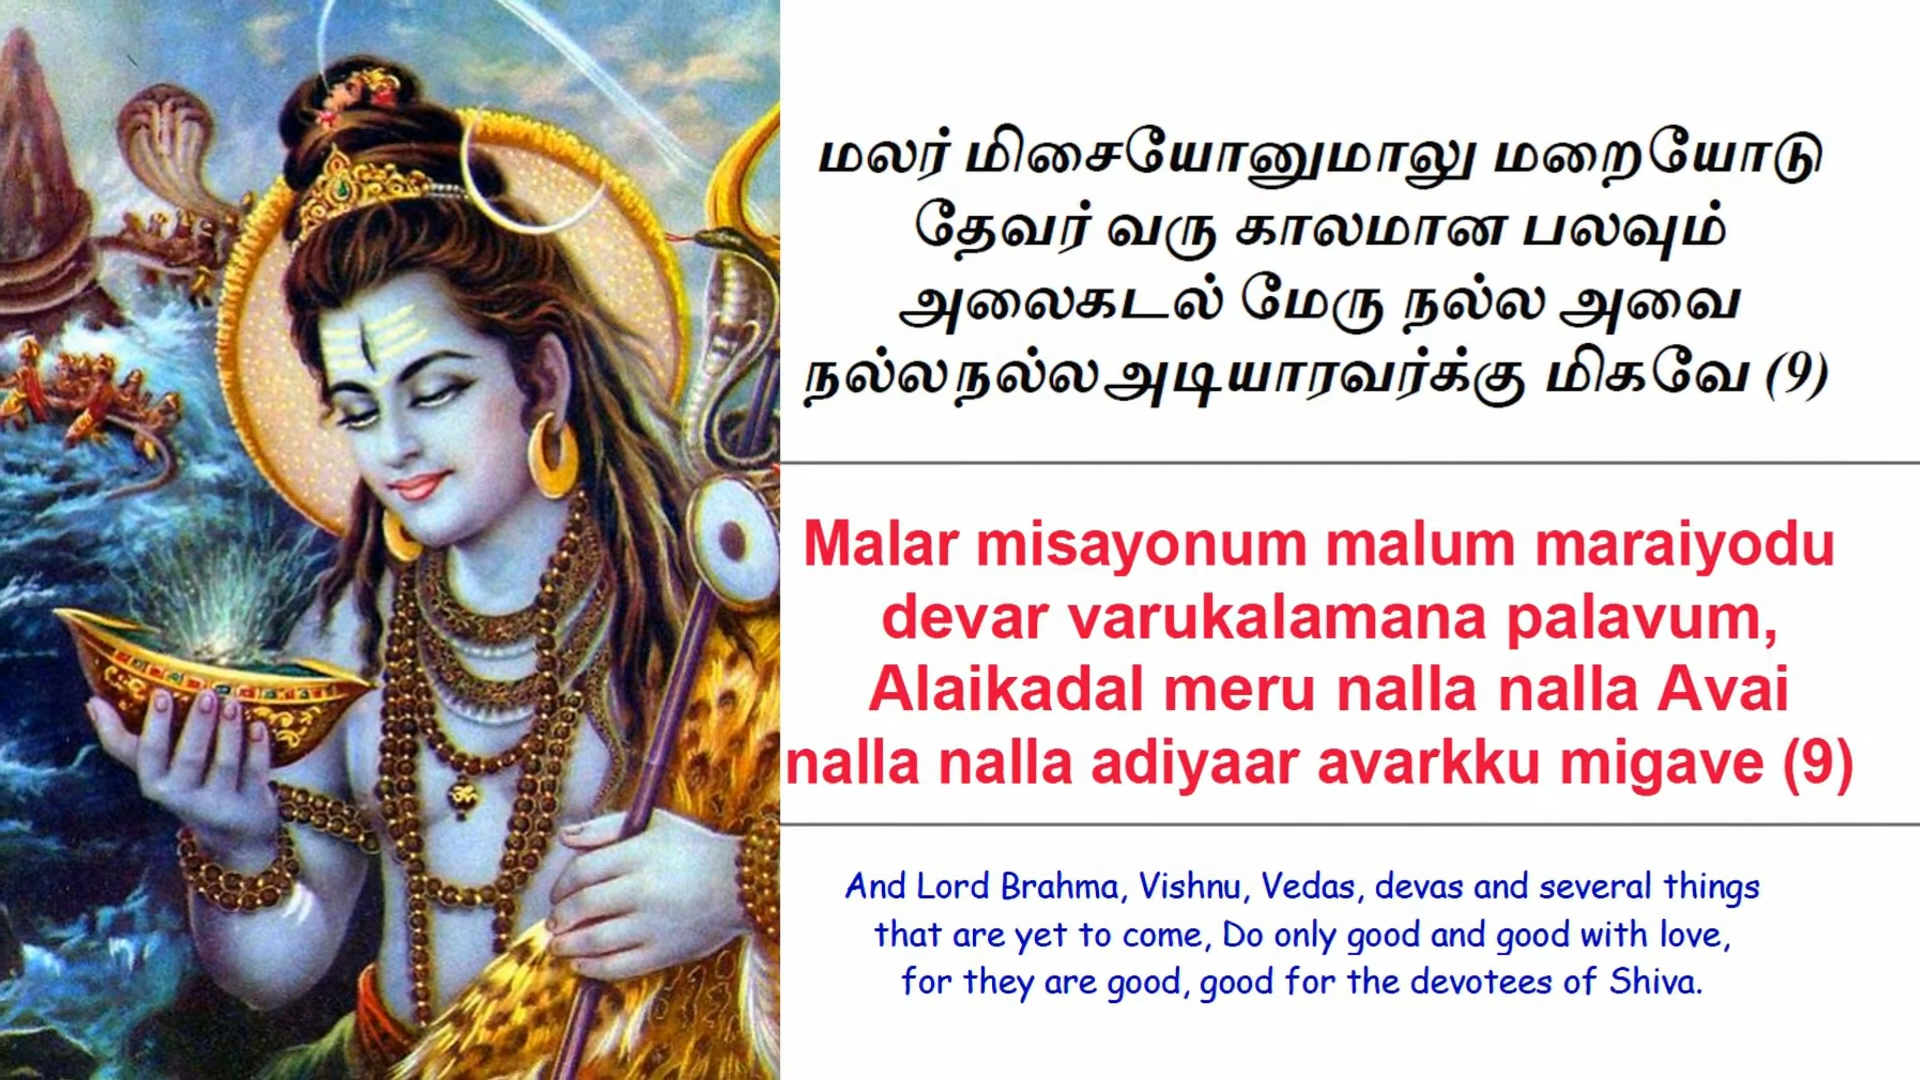 மலர் மிசையோனுமாலு மறையோடு
தேவர் வரு காலமான பலவும்
அலைகடல் மேரு நல்ல அவை
நல்லநல்லஅடியாரவர்க்கு மிகவே (9)
Malar misayonum malum maraiyodu
devar varukalamana palavum,
Alaikadal meru nalla nalla Avai
nalla nalla adiyaar avarkku migave (9)
And Lord Brahma, Vishnu, Vedas, devas and several things
that are yet to come, Do only good and good with love,
for they are good, good for the devotees of Shiva.